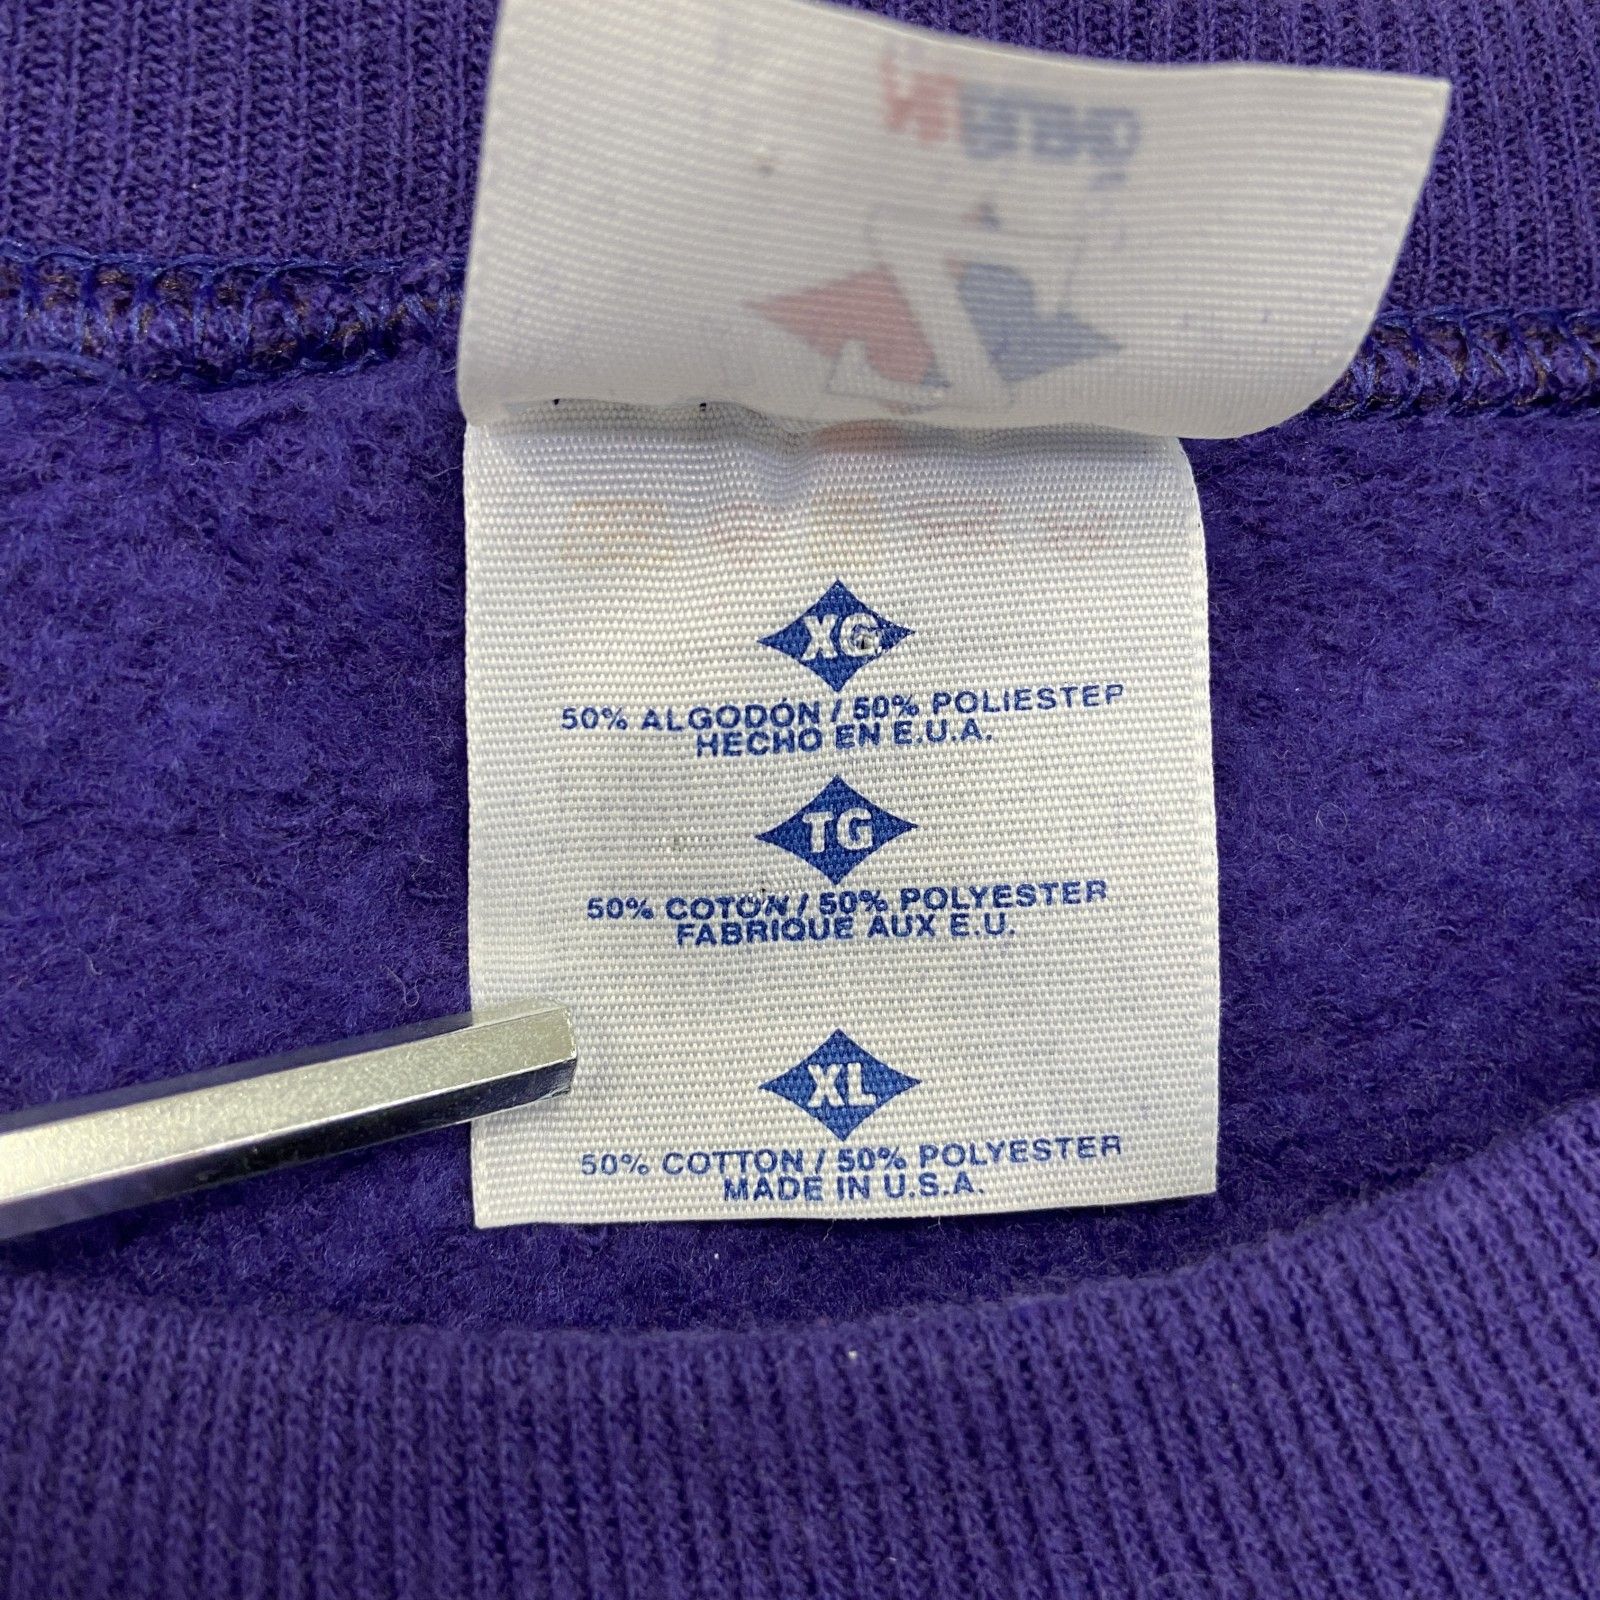 XG
50% ALGODÓN / 50% POLIESTER
HECHO EN E.U.A.
TG
50% COTON / 50% POLYESTER
FABRIQUE AUX E.U.
XL
50% COTTON / 50% POLYESTER
MADE IN U.S.A.